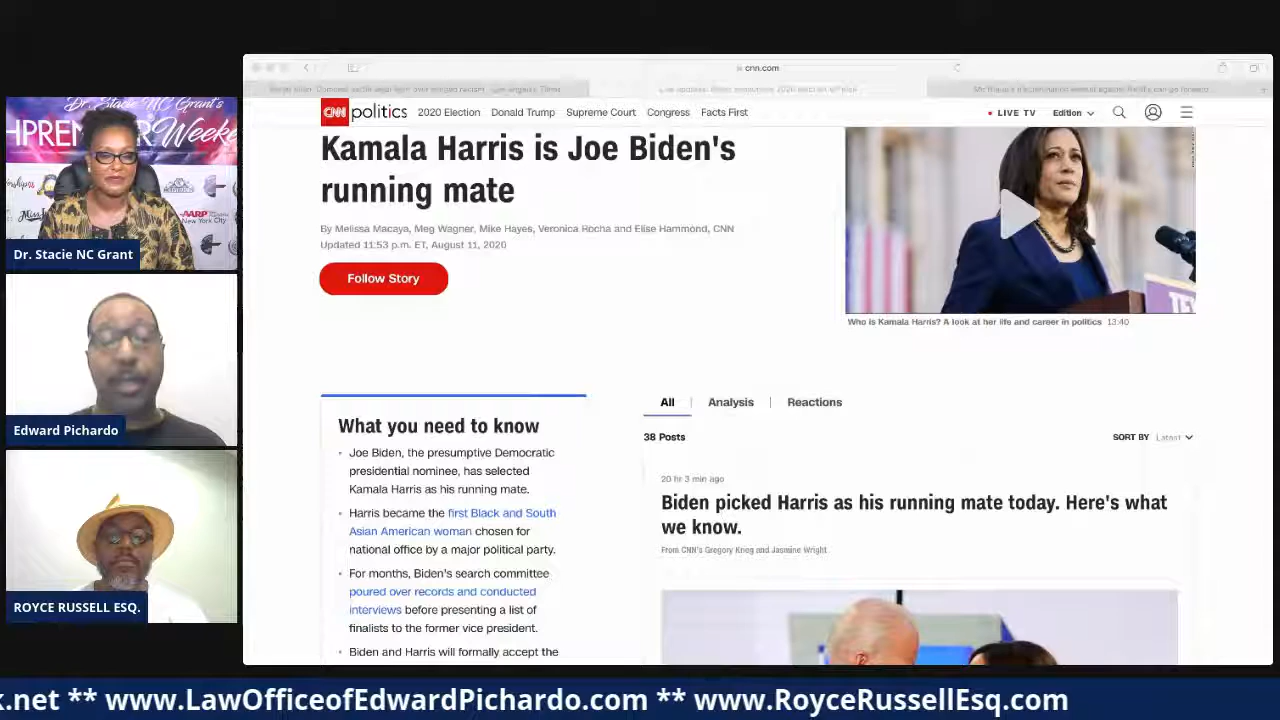 Dr. Stacie NC Grant's
HPRENEUR Weeke
AARP
New York City
Dr. Stacie NC Grant
Edward Pichardo
ROYCE RUSSELL ESQ.
cnn.com
CNN politics 2020 Election Donald Trump Supreme Court Congress Facts First
LIVE TV Edition
Kamala Harris is Joe Biden's
running mate
By Melissa Macaya, Meg Wagner, Mike Hayes, Veronica Rocha and Elise Hammond, CNN
Updated 11:53 p.m. ET, August 11, 2020
Follow Story
Who is Kamala Harris? A look at her life and career in politics 13:40
What you need to know
Joe Biden, the presumptive Democratic
presidential nominee, has selected
Kamala Harris as his running mate.
Harris became the first Black and South
Asian American woman chosen for
national office by a major political party.
For months, Biden's search committee
poured over records and conducted
interviews before presenting a list of
finalists to the former vice president.
Biden and Harris will formally accept the
All | Analysis | Reactions
38 Posts
SORT BY Latest
20 hr 3 min ago
Biden picked Harris as his running mate today. Here's what
we know.
From CNN's Gregory Krieg and Jasmine Wright
k.net ** www.LawOfficeofEdwardPichardo.com ** www.RoyceRussellEsq.com